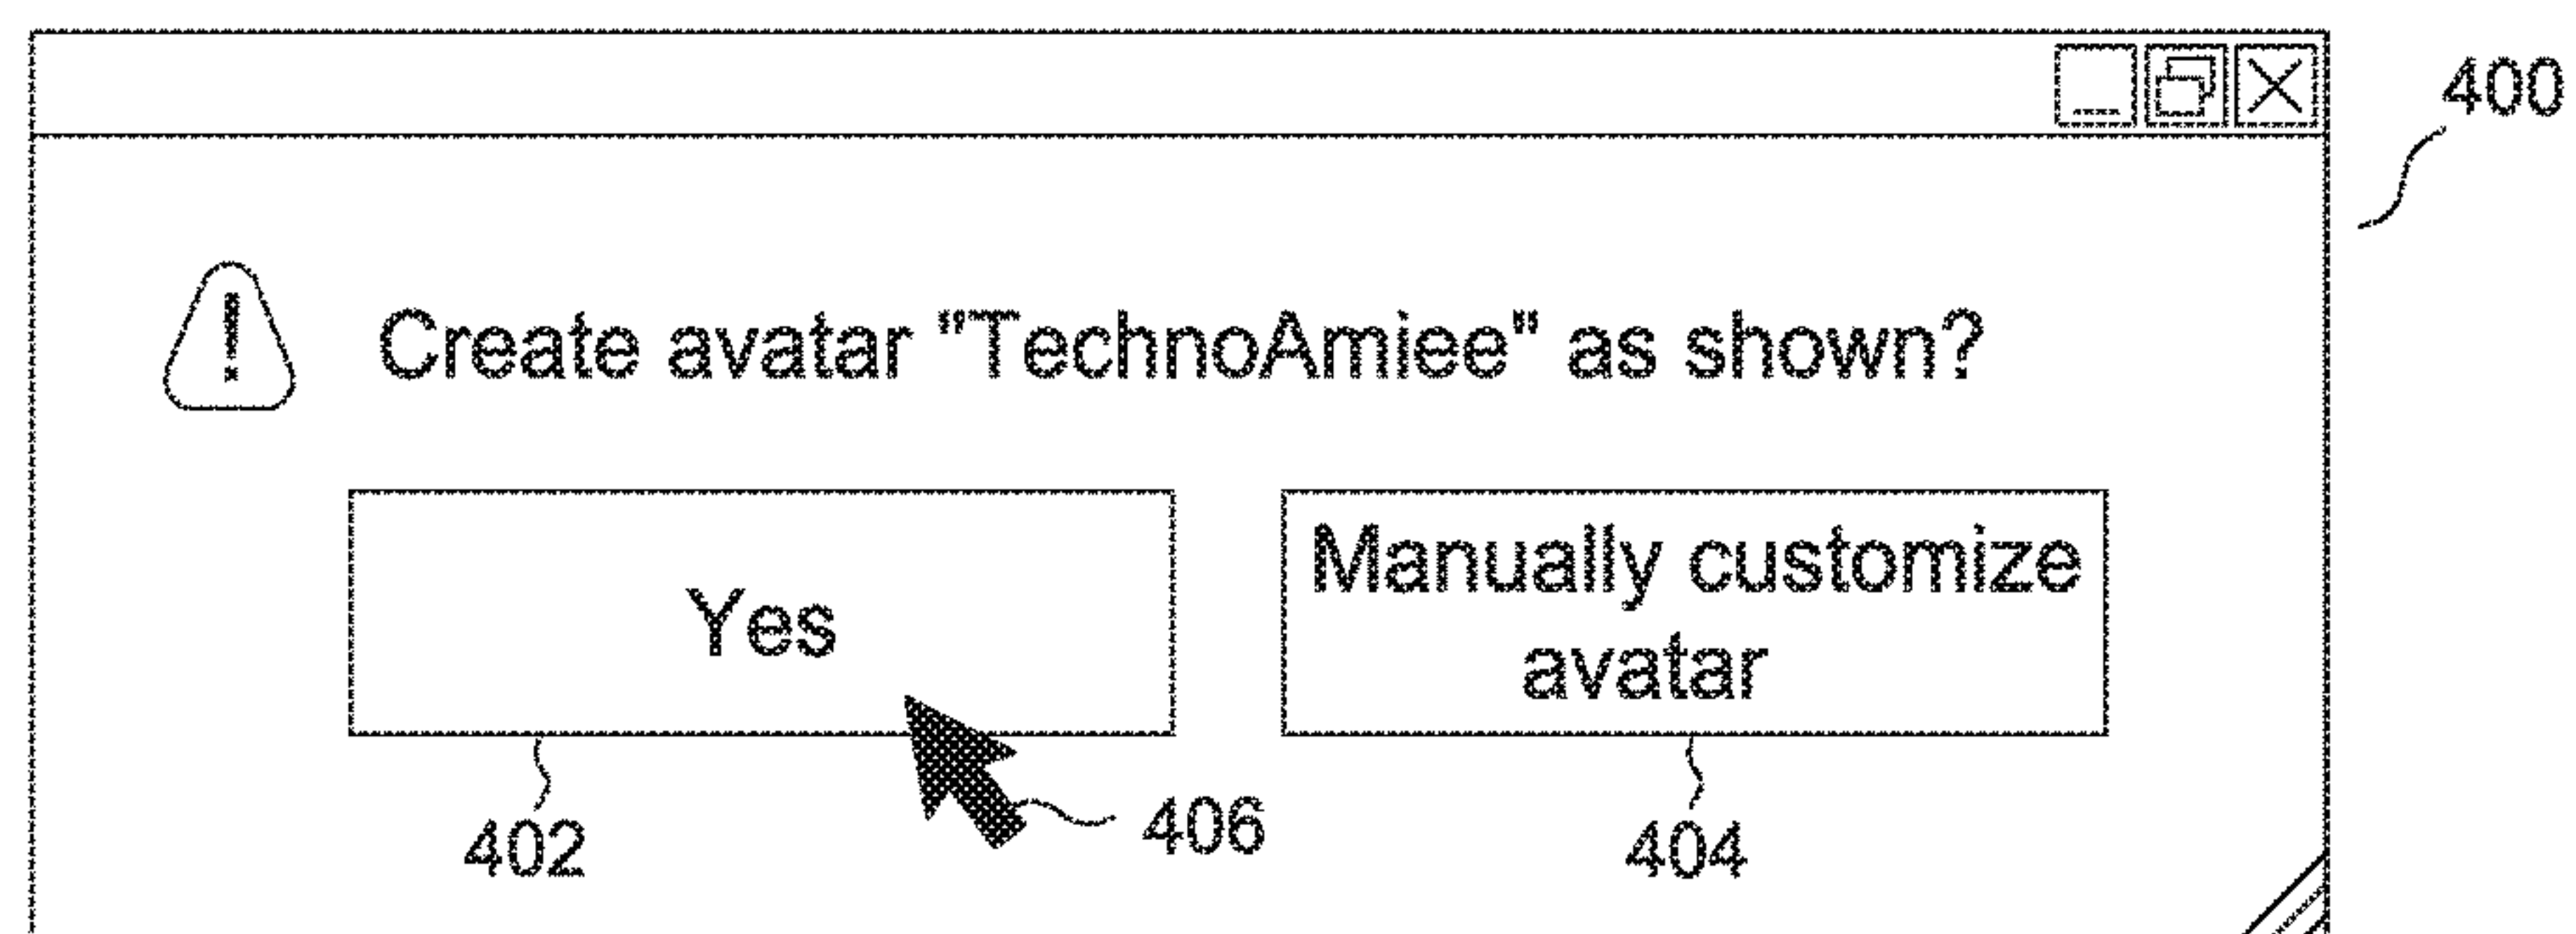 400
! Create avatar "TechnoAmiee" as shown?
Yes
Manually customize
avatar
402
406
404